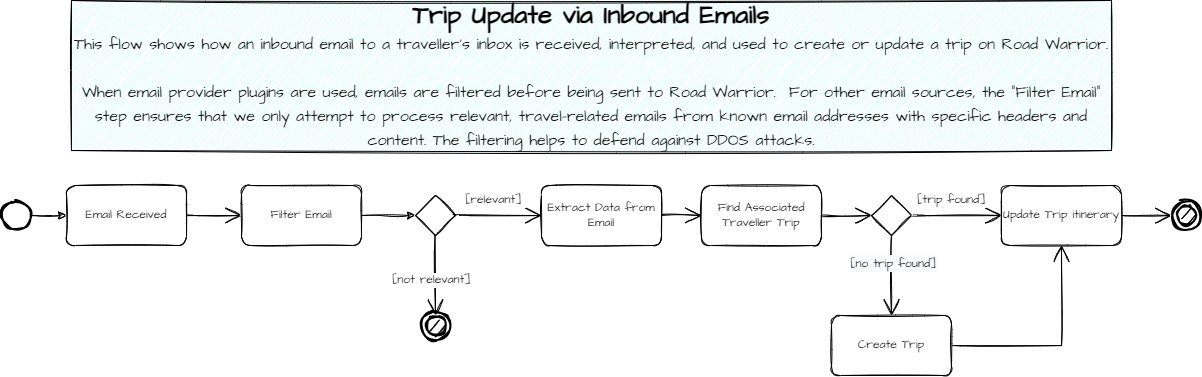 Trip Update via Inbound Emails
This flow shows how an inbound email to a traveller's inbox is received, interpreted, and used to create or update a trip on Road Warrior.
When email provider plugins are used, emails are filtered before being sent to Road Warrior. For other email sources, the "Filter Email"
step ensures that we only attempt to process relevant, travel-related emails from known email addresses with specific headers and
content. The filtering helps to defend against DDOS attacks.
Email Received
Filter Email
[relevant]
[not relevant]
Extract Data from
Email
Find Associated
Traveller Trip
[trip found]
[no trip found]
Update Trip itinerary
Create Trip